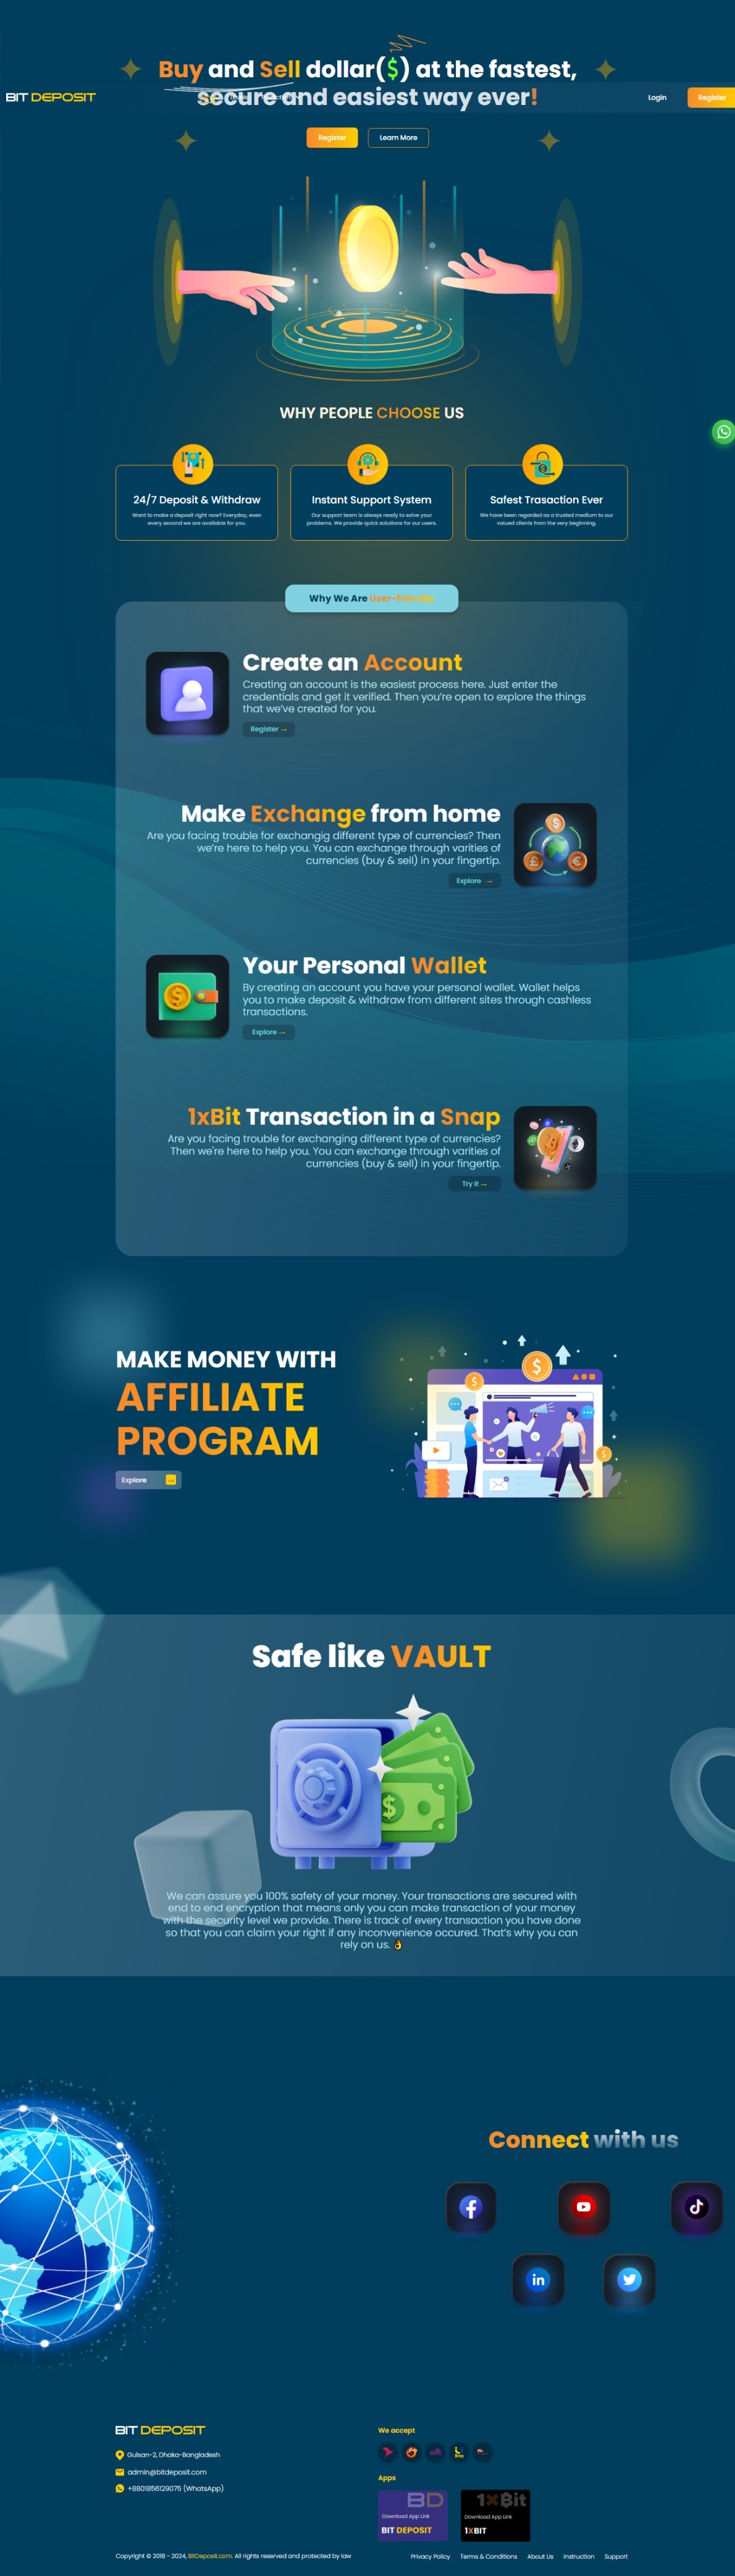 Buy and Sell dollar($) at the fastest,
secure and easiest way ever!
BIT DEPOSIT
Login
Register
Register
Learn More
WHY PEOPLE CHOOSE US
24/7 Deposit & Withdraw
Want to make a deposit right now? Everyday, even
every second we are available for you.
Instant Support System
Our support team is always ready to solve your
problems. We provide quick solutions for our users.
Safest Trasaction Ever
We have been regarded as a trusted medium to our
valued clients from the very beginning.
Why We Are User-friendly
Create an Account
Creating an account is the easiest process here. Just enter the
credentials and get it verified. Then you're open to explore the things
that we've created for you.
Register →
Make Exchange from home
Are you facing trouble for exchangig different type of currencies? Then
we're here to help you. You can exchange through varities of
currencies (buy & sell) in your fingertip.
Explore →
Your Personal Wallet
By creating an account you have your personal wallet. Wallet helps
you to make deposit & withdraw from different sites through cashless
transactions.
Explore →
1xBit Transaction in a Snap
Are you facing trouble for exchanging different type of currencies?
Then we're here to help you. You can exchange through varities of
currencies (buy & sell) in your fingertip.
Try it →
MAKE MONEY WITH
AFFILIATE
PROGRAM
Explore
Safe like VAULT
We can assure you 100% safety of your money. Your transactions are secured with
end to end encryption that means only you can make transaction of your money
with the security level we provide. There is track of every transaction you have done
so that you can claim your right if any inconvenience occured. That's why you can
rely on us. 👌
Connect with us
BIT DEPOSIT
Gulsan-2, Dhaka-Bangladesh
admin@bitdeposit.com
+8801856129075 (WhatsApp)
We accept
Apps
BD
Download App Link
BIT DEPOSIT
1xBit
Download App Link
1XBIT
Copyright © 2018 - 2024, BitDeposit.com. All rights reserved and protected by law
Privacy Policy
Terms & Conditions
About Us
Instruction
Support